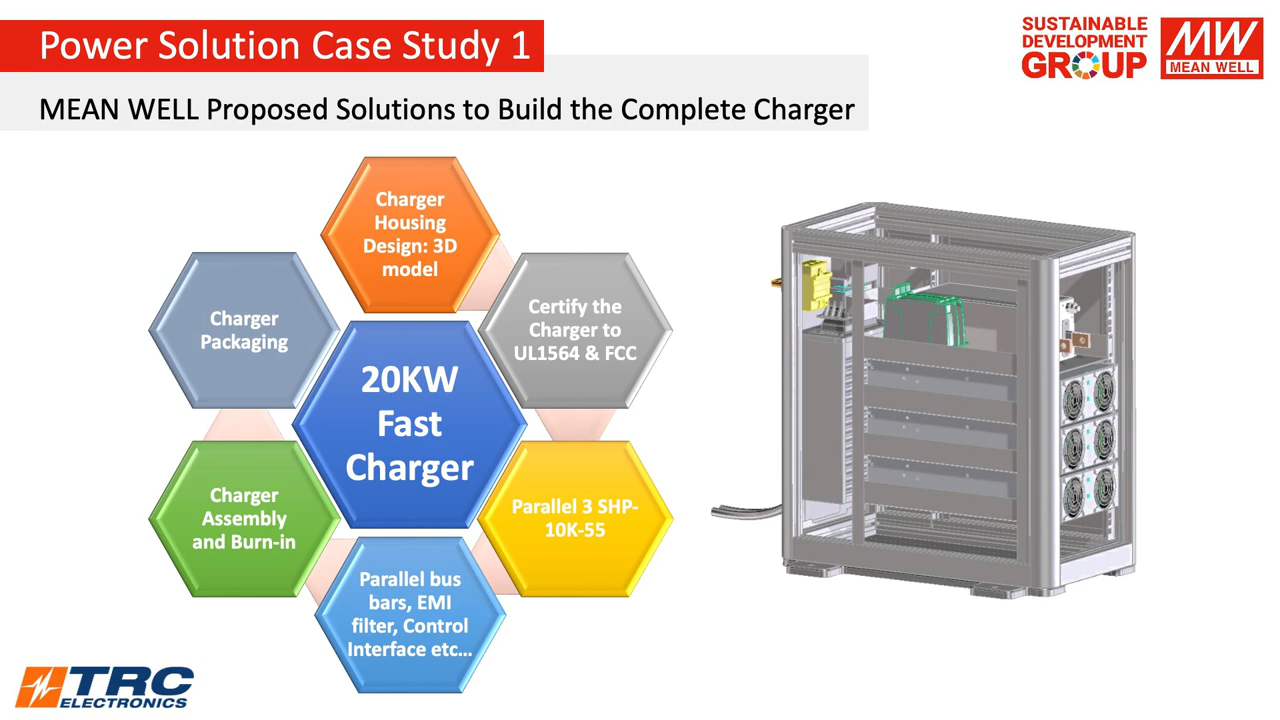 Power Solution Case Study 1
SUSTAINABLE
DEVELOPMENT
GROUP
MW
MEAN WELL
MEAN WELL Proposed Solutions to Build the Complete Charger
Charger
Housing
Design: 3D
model
Charger
Packaging
Certify the
Charger to
UL1564 & FCC
20KW
Fast
Charger
Charger
Assembly
and Burn-in
Parallel 3 SHP-
10K-55
Parallel bus
bars, EMI
filter, Control
Interface etc...
TRC
ELECTRONICS